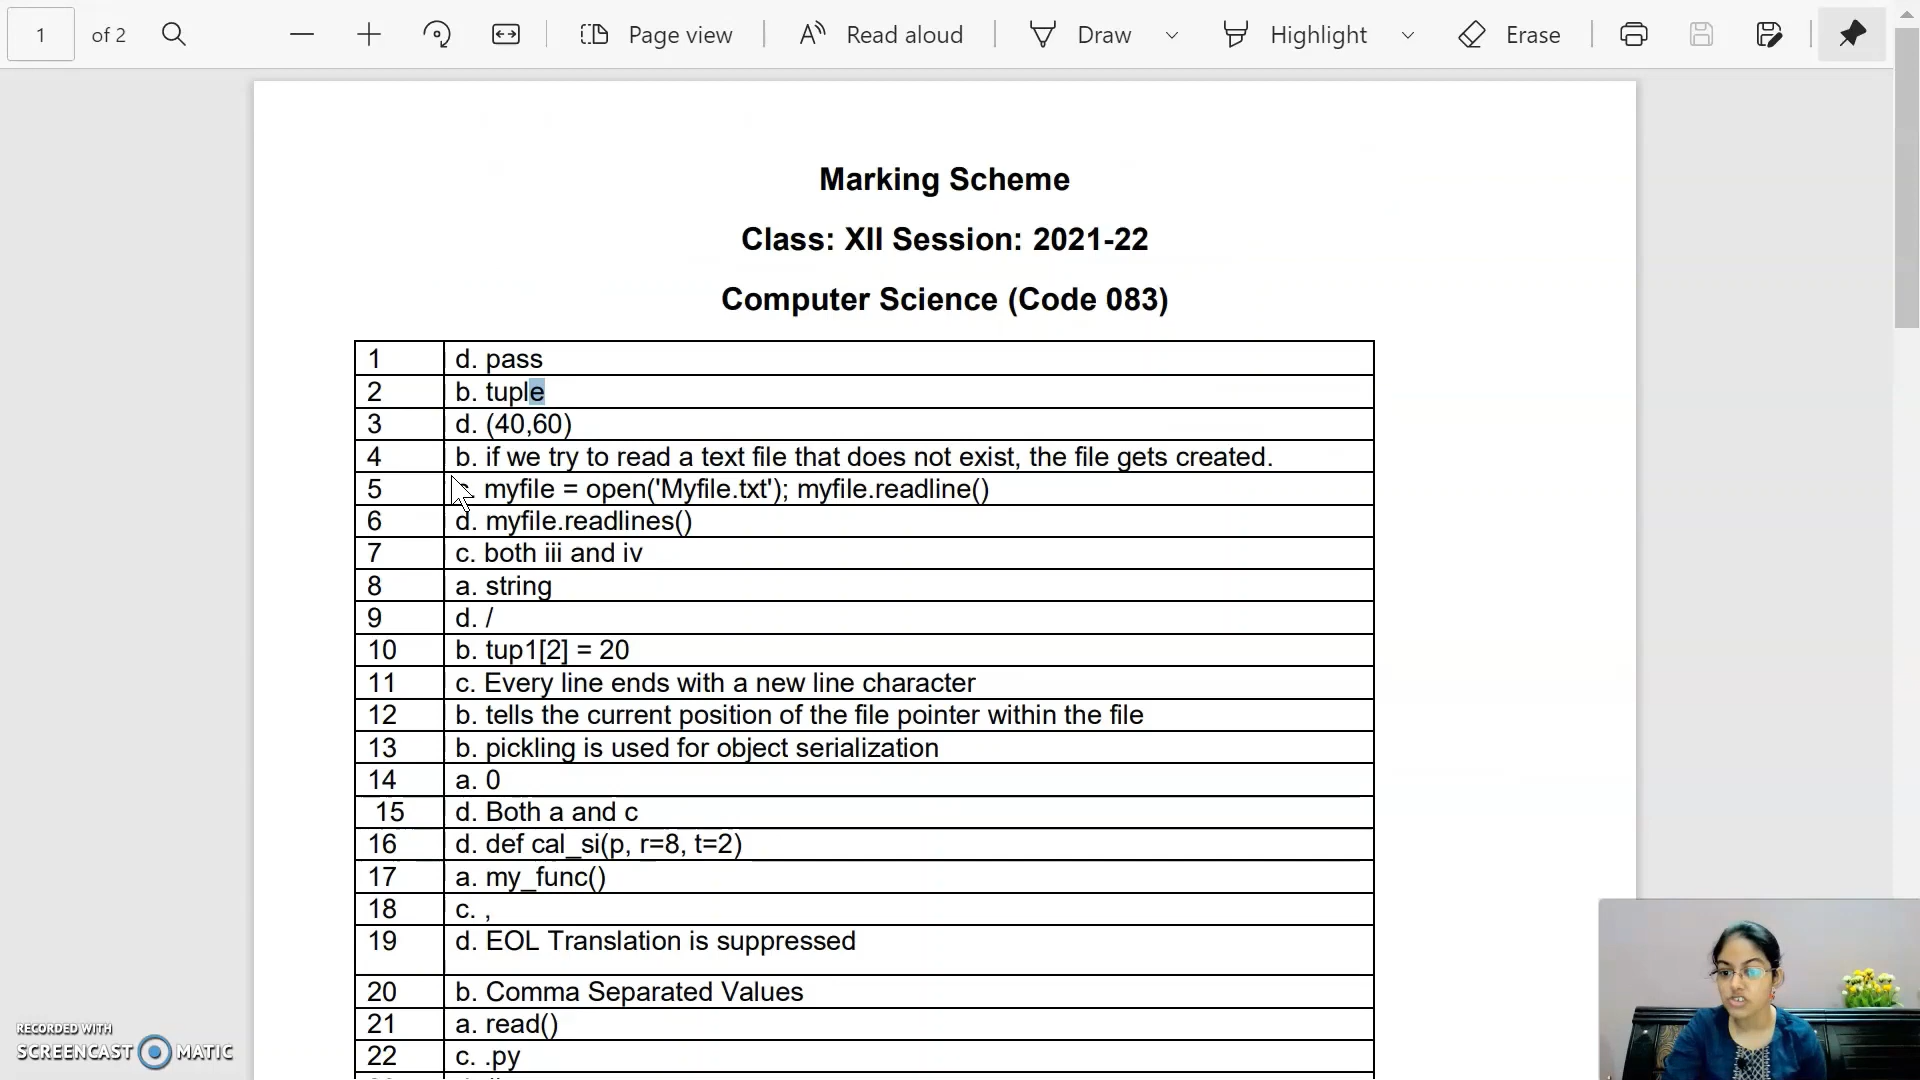 1 of 2 Page view Read aloud Draw Highlight Erase
Marking Scheme
Class: XII Session: 2021-22
Computer Science (Code 083)
1 d. pass
2 b. tuple
3 d. (40,60)
4 b. if we try to read a text file that does not exist, the file gets created.
5 myfile = open('Myfile.txt'); myfile.readline()
6 d. myfile.readlines()
7 c. both iii and iv
8 a. string
9 d. /
10 b. tup1[2] = 20
11 c. Every line ends with a new line character
12 b. tells the current position of the file pointer within the file
13 b. pickling is used for object serialization
14 a. 0
15 d. Both a and c
16 d. def cal_si(p, r=8, t=2)
17 a. my_func()
18 c. ,
19 d. EOL Translation is suppressed
20 b. Comma Separated Values
21 a. read()
22 c. .py
RECORDED WITH
SCREENCAST MATIC